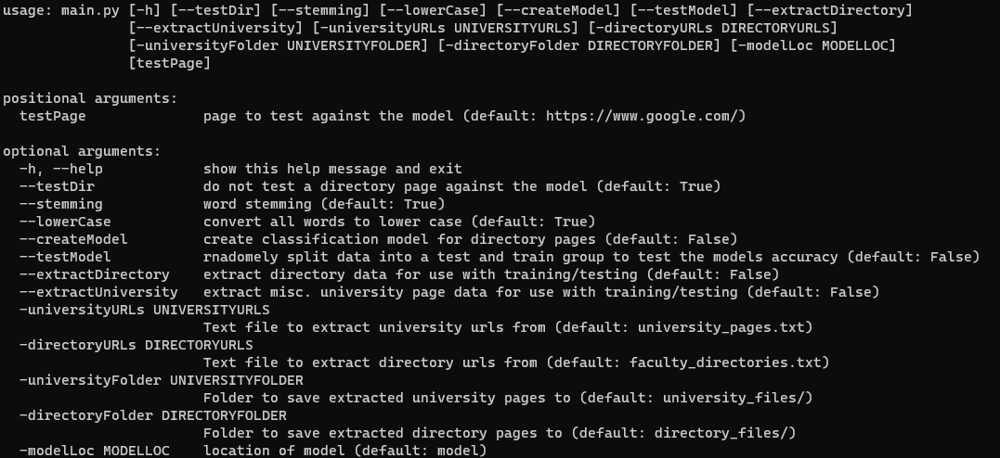 usage: main.py [-h] [--testDir] [--stemming] [--lowerCase] [--createModel] [--testModel] [--extractDirectory]
               [--extractUniversity] [-universityURLs UNIVERSITYURLS] [-directoryURLs DIRECTORYURLS]
               [-universityFolder UNIVERSITYFOLDER] [-directoryFolder DIRECTORYFOLDER] [-modelLoc MODELLOC]
               [testPage]

positional arguments:
  testPage              page to test against the model (default: https://www.google.com/)

optional arguments:
  -h, --help            show this help message and exit
  --testDir             do not test a directory page against the model (default: True)
  --stemming            word stemming (default: True)
  --lowerCase           convert all words to lower case (default: True)
  --createModel         create classification model for directory pages (default: False)
  --testModel           rnadomely split data into a test and train group to test the models accuracy (default: False)
  --extractDirectory    extract directory data for use with training/testing (default: False)
  --extractUniversity   extract misc. university page data for use with training/testing (default: False)
  -universityURLs UNIVERSITYURLS
                        Text file to extract university urls from (default: university_pages.txt)
  -directoryURLs DIRECTORYURLS
                        Text file to extract directory urls from (default: faculty_directories.txt)
  -universityFolder UNIVERSITYFOLDER
                        Folder to save extracted university pages to (default: university_files/)
  -directoryFolder DIRECTORYFOLDER
                        Folder to save extracted directory pages to (default: directory_files/)
  -modelLoc MODELLOC    location of model (default: model)